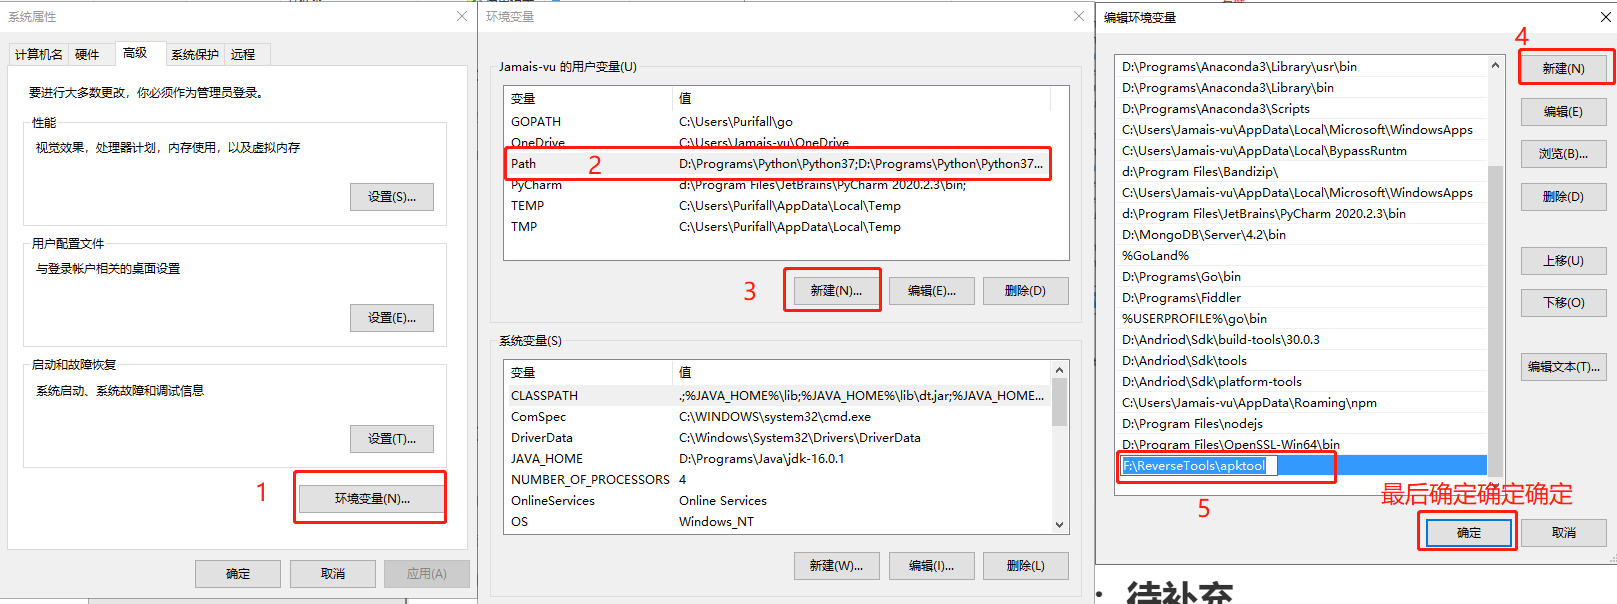 系统属性
计算机名 硬件 高级 系统保护 远程
要进行大多数更改，你必须作为管理员登录。
性能
视觉效果，处理器计划，内存使用，以及虚拟内存
设置(S)...
用户配置文件
与登录帐户相关的桌面设置
设置(E)...
启动和故障恢复
系统启动、系统故障和调试信息
设置(T)...
1
环境变量(N)...
确定 取消 应用(A)
环境变量
Jamais-vu 的用户变量(U)
变量 值
GOPATH C:\Users\Purifall\go
OneDrive C:\Users\Jamais-vu\OneDrive
Path D:\Programs\Python\Python37;D:\Programs\Python\Python37...
2
PyCharm d:\Program Files\JetBrains\PyCharm 2020.2.3\bin;
TEMP C:\Users\Purifall\AppData\Local\Temp
TMP C:\Users\Purifall\AppData\Local\Temp
3
新建(N)... 编辑(E)... 删除(D)
系统变量(S)
变量 值
CLASSPATH .;%JAVA_HOME%\lib;%JAVA_HOME%\lib\dt.jar;%JAVA_HOME...
ComSpec C:\WINDOWS\system32\cmd.exe
DriverData C:\Windows\System32\Drivers\DriverData
JAVA_HOME D:\Programs\Java\jdk-16.0.1
NUMBER_OF_PROCESSORS 4
OnlineServices Online Services
OS Windows_NT
新建(W)... 编辑(I)... 删除(L)
编辑环境变量
D:\Programs\Anaconda3\Library\usr\bin
D:\Programs\Anaconda3\Library\bin
D:\Programs\Anaconda3\Scripts
C:\Users\Jamais-vu\AppData\Local\Microsoft\WindowsApps
C:\Users\Jamais-vu\AppData\Local\BypassRuntm
d:\Program Files\Bandizip\
C:\Users\Jamais-vu\AppData\Local\Microsoft\WindowsApps
d:\Program Files\JetBrains\PyCharm 2020.2.3\bin
D:\MongoDB\Server\4.2\bin
%GoLand%
D:\Programs\Go\bin
D:\Programs\Fiddler
%USERPROFILE%\go\bin
D:\Andriod\Sdk\build-tools\30.0.3
D:\Andriod\Sdk\tools
D:\Andriod\Sdk\platform-tools
C:\Users\Jamais-vu\AppData\Roaming\npm
D:\Program Files\nodejs
D:\Program Files\OpenSSL-Win64\bin
F:\ReverseTools\apktool
5
4
新建(N)
编辑(E)
浏览(B)...
删除(D)
上移(U)
下移(O)
编辑文本(T)...
最后确定确定确定
确定 取消
待补充